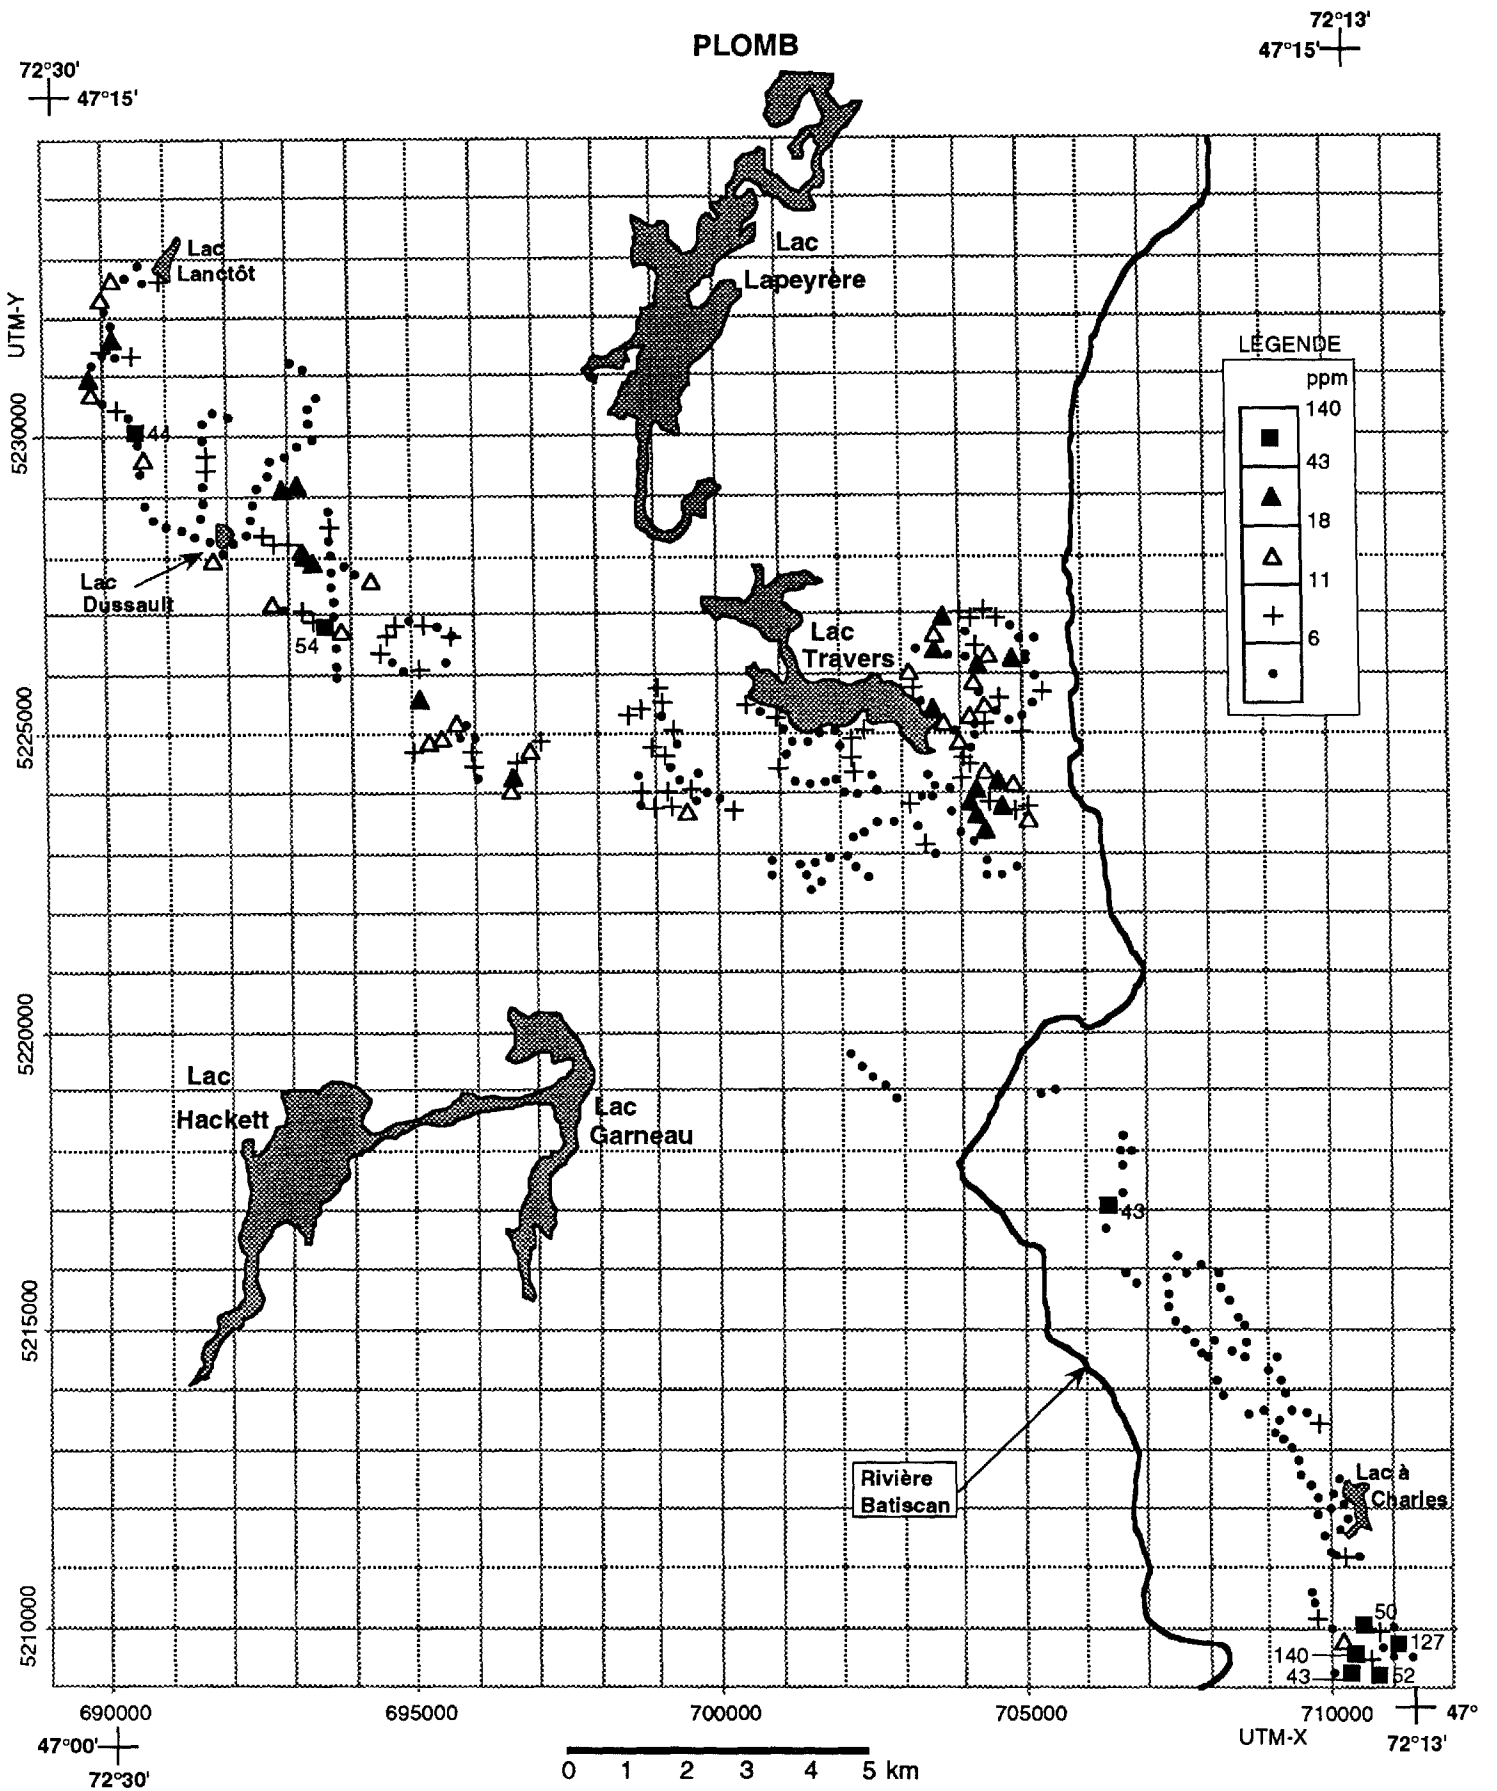 PLOMB
72°13'
47°15'
72°30'
47°15'
Lac
Lanctôt
Lac
Lapeyrère
UTM-Y
LÉGENDE
ppm
140
43
18
11
6
5230000
44
Lac
Dussault
54
Lac
Travers
5225000
5220000
Lac
Hackett
Lac
Garneau
43
5215000
Rivière
Batiscan
Lac à
Charles
5210000
50
127
140
43
52
690000
695000
700000
705000
710000
47°
UTM-X
72°13'
47°00'
72°30'
0 1 2 3 4 5 km